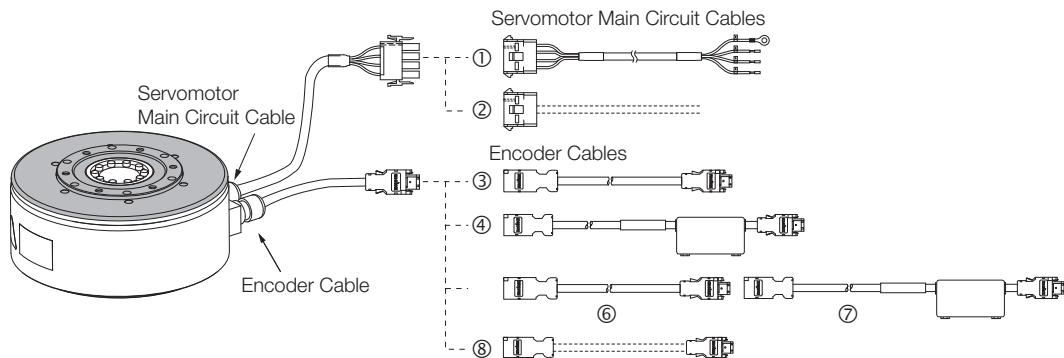 Servomotor Main Circuit Cables
①
Servomotor
Main Circuit Cable
②
Encoder Cables
③
④
Encoder Cable
⑥
⑦
⑧